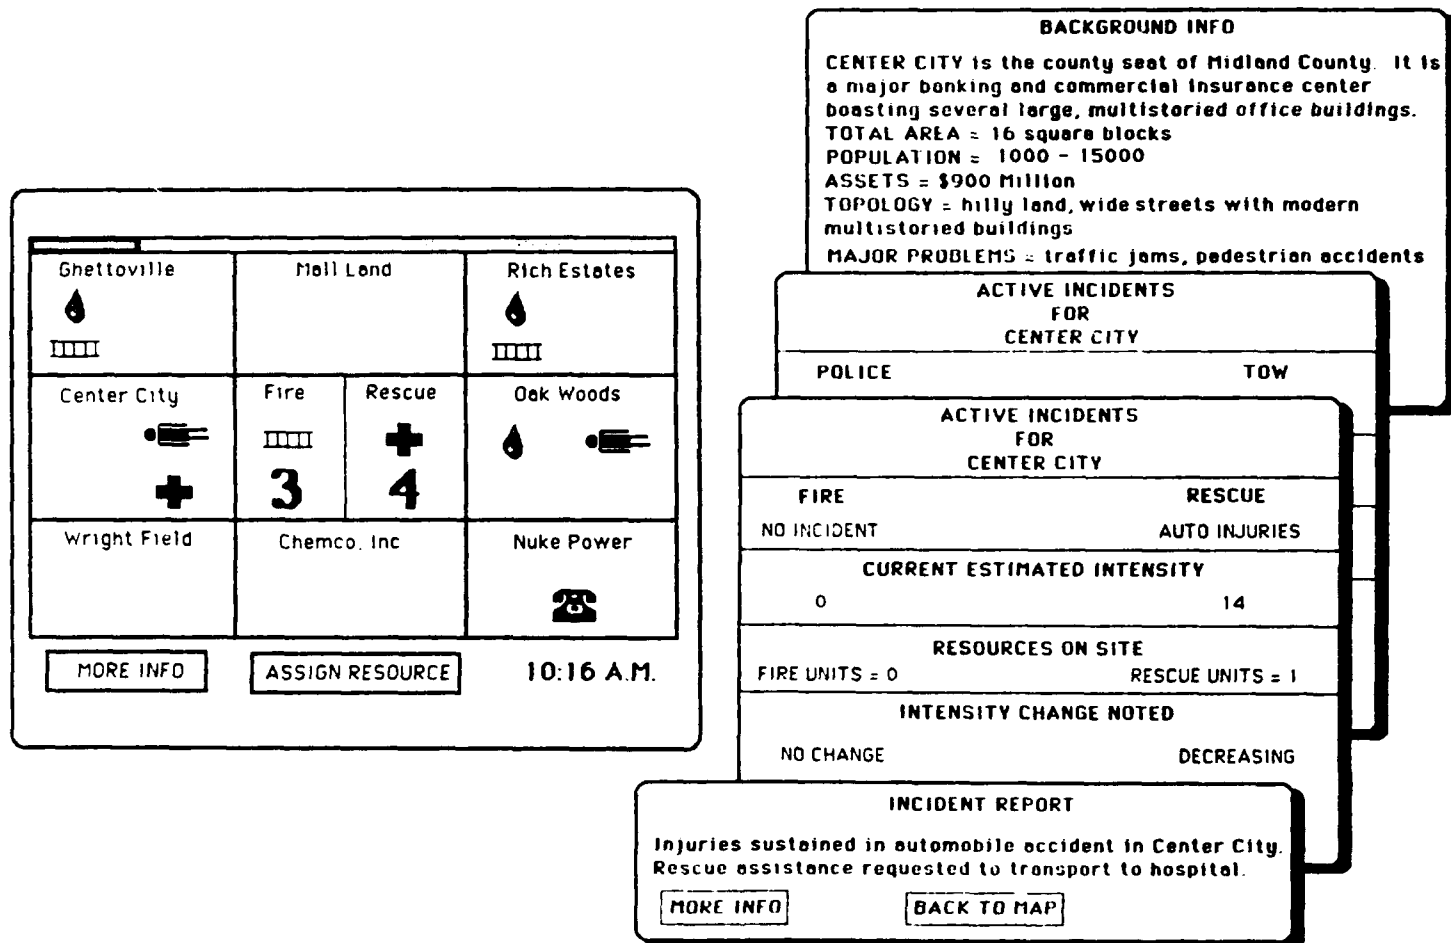 BACKGROUND INFO
CENTER CITY is the county seat of Midland County. It is
a major banking and commercial insurance center
boasting several large, multistoried office buildings.
TOTAL AREA = 16 square blocks
POPULATION = 1000 - 15000
ASSETS = $900 Million
TOPOLOGY = hilly land, wide streets with modern
multistoried buildings
MAJOR PROBLEMS = traffic jams, pedestrian accidents
Ghettoville Mall Land Rich Estates
Center City Fire Rescue Oak Woods
3 4
Wright Field Chemco, Inc Nuke Power
MORE INFO ASSIGN RESOURCE 10:16 A.M.
ACTIVE INCIDENTS
FOR
CENTER CITY
POLICE TOW
ACTIVE INCIDENTS
FOR
CENTER CITY
FIRE RESCUE
NO INCIDENT AUTO INJURIES
CURRENT ESTIMATED INTENSITY
0 14
RESOURCES ON SITE
FIRE UNITS = 0 RESCUE UNITS = 1
INTENSITY CHANGE NOTED
NO CHANGE DECREASING
INCIDENT REPORT
Injuries sustained in automobile accident in Center City.
Rescue assistance requested to transport to hospital.
MORE INFO BACK TO MAP